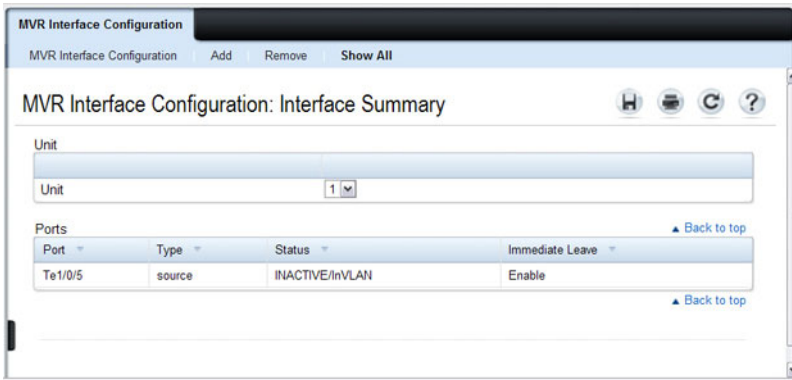 MVR Interface Configuration
MVR Interface Configuration Add Remove Show All
MVR Interface Configuration: Interface Summary
Unit
Unit 1
Ports
Back to top
Port Type Status Immediate Leave
Te1/0/5 source INACTIVE/InVLAN Enable
Back to top